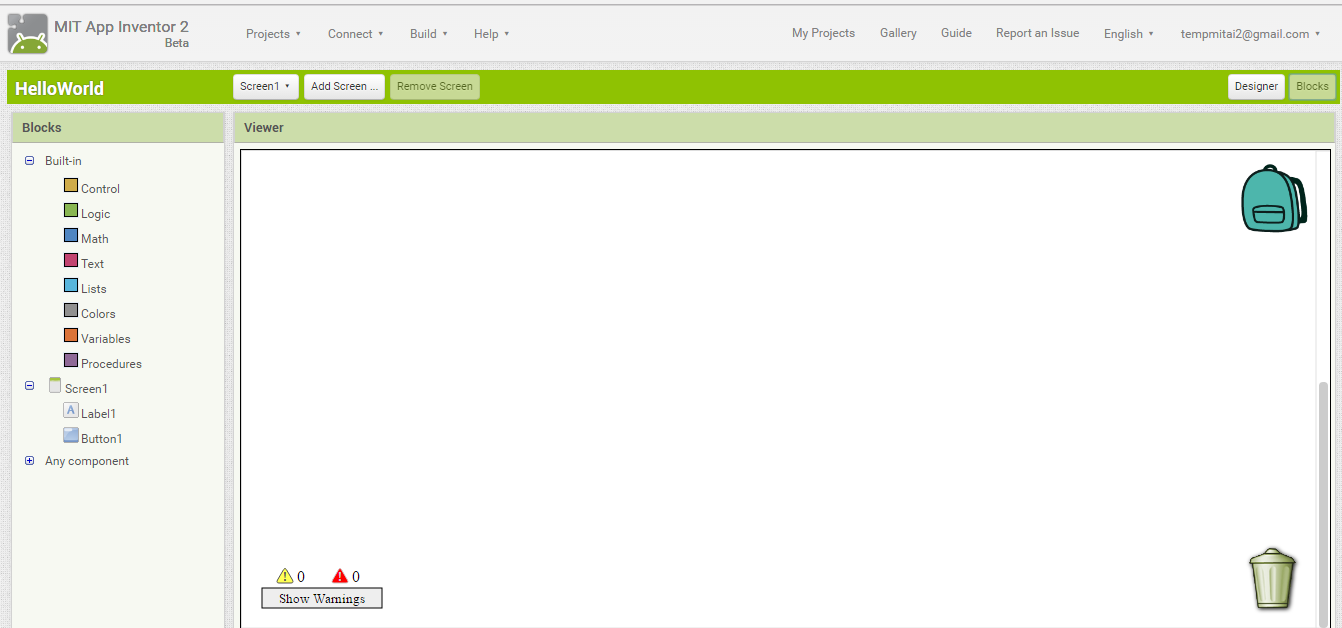 MIT App Inventor 2
Beta
Projects Connect Build Help
My Projects Gallery Guide Report an Issue English tempmitai2@gmail.com
HelloWorld
Screen1 Add Screen ... Remove Screen
Designer Blocks
Blocks
Viewer
Built-in
Control
Logic
Math
Text
Lists
Colors
Variables
Procedures
Screen1
A Label1
Button1
Any component
0 0
Show Warnings